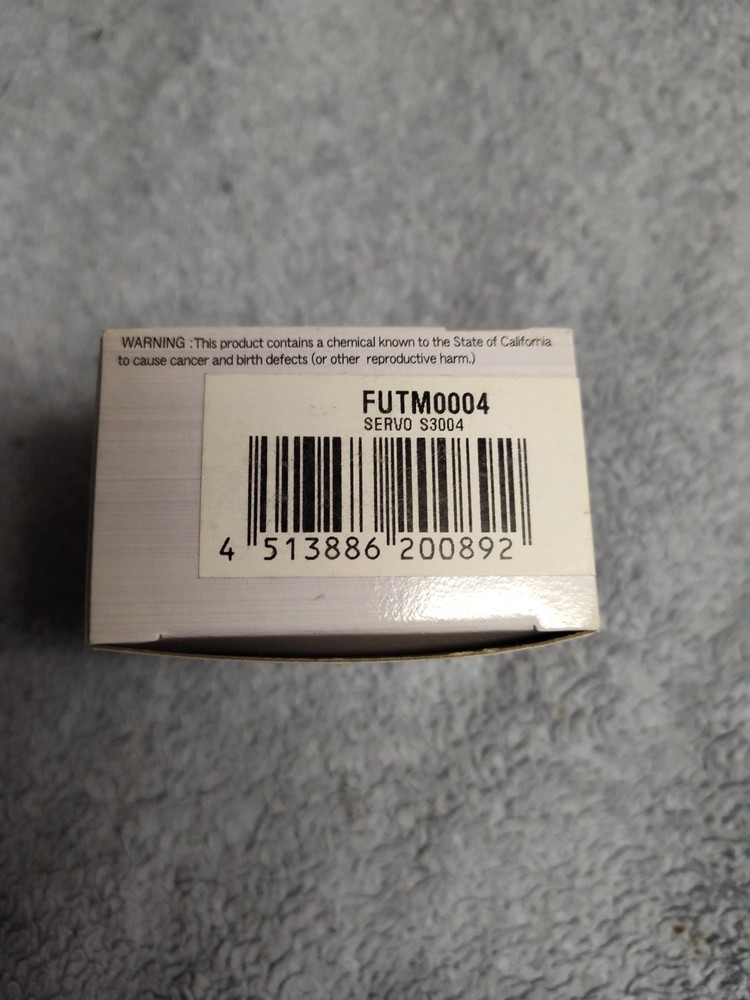 WARNING :This product contains a chemical known to the State of California
to cause cancer and birth defects (or other reproductive harm.)
FUTM0004
SERVO S3004
4 513886 200892